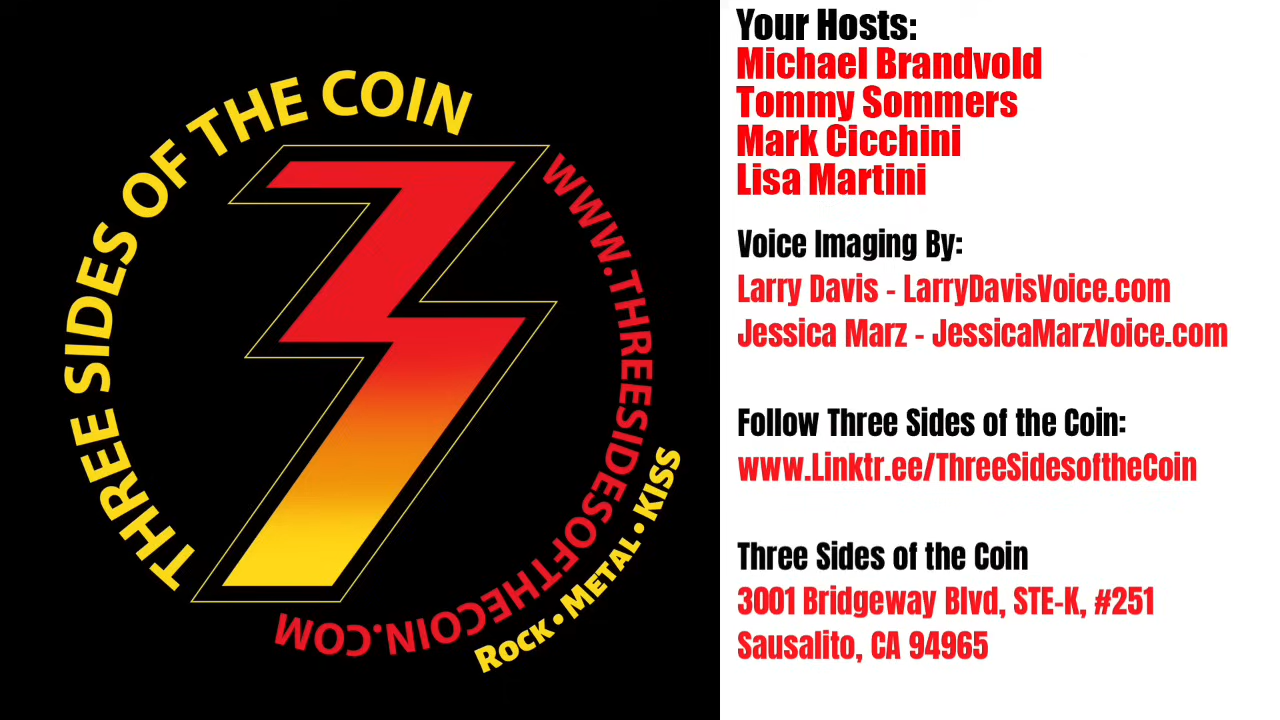 THREE SIDES OF THE COIN
WWW.THREESIDESOFTHECOIN.COM
ROCK • METAL • KISS
Your Hosts:
Michael Brandvold
Tommy Sommers
Mark Cicchini
Lisa Martini
Voice Imaging By:
Larry Davis - LarryDavisVoice.com
Jessica Marz - JessicaMarzVoice.com
Follow Three Sides of the Coin:
www.Linktr.ee/ThreeSidesoftheCoin
Three Sides of the Coin
3001 Bridgeway Blvd, STE-K, #251
Sausalito, CA 94965